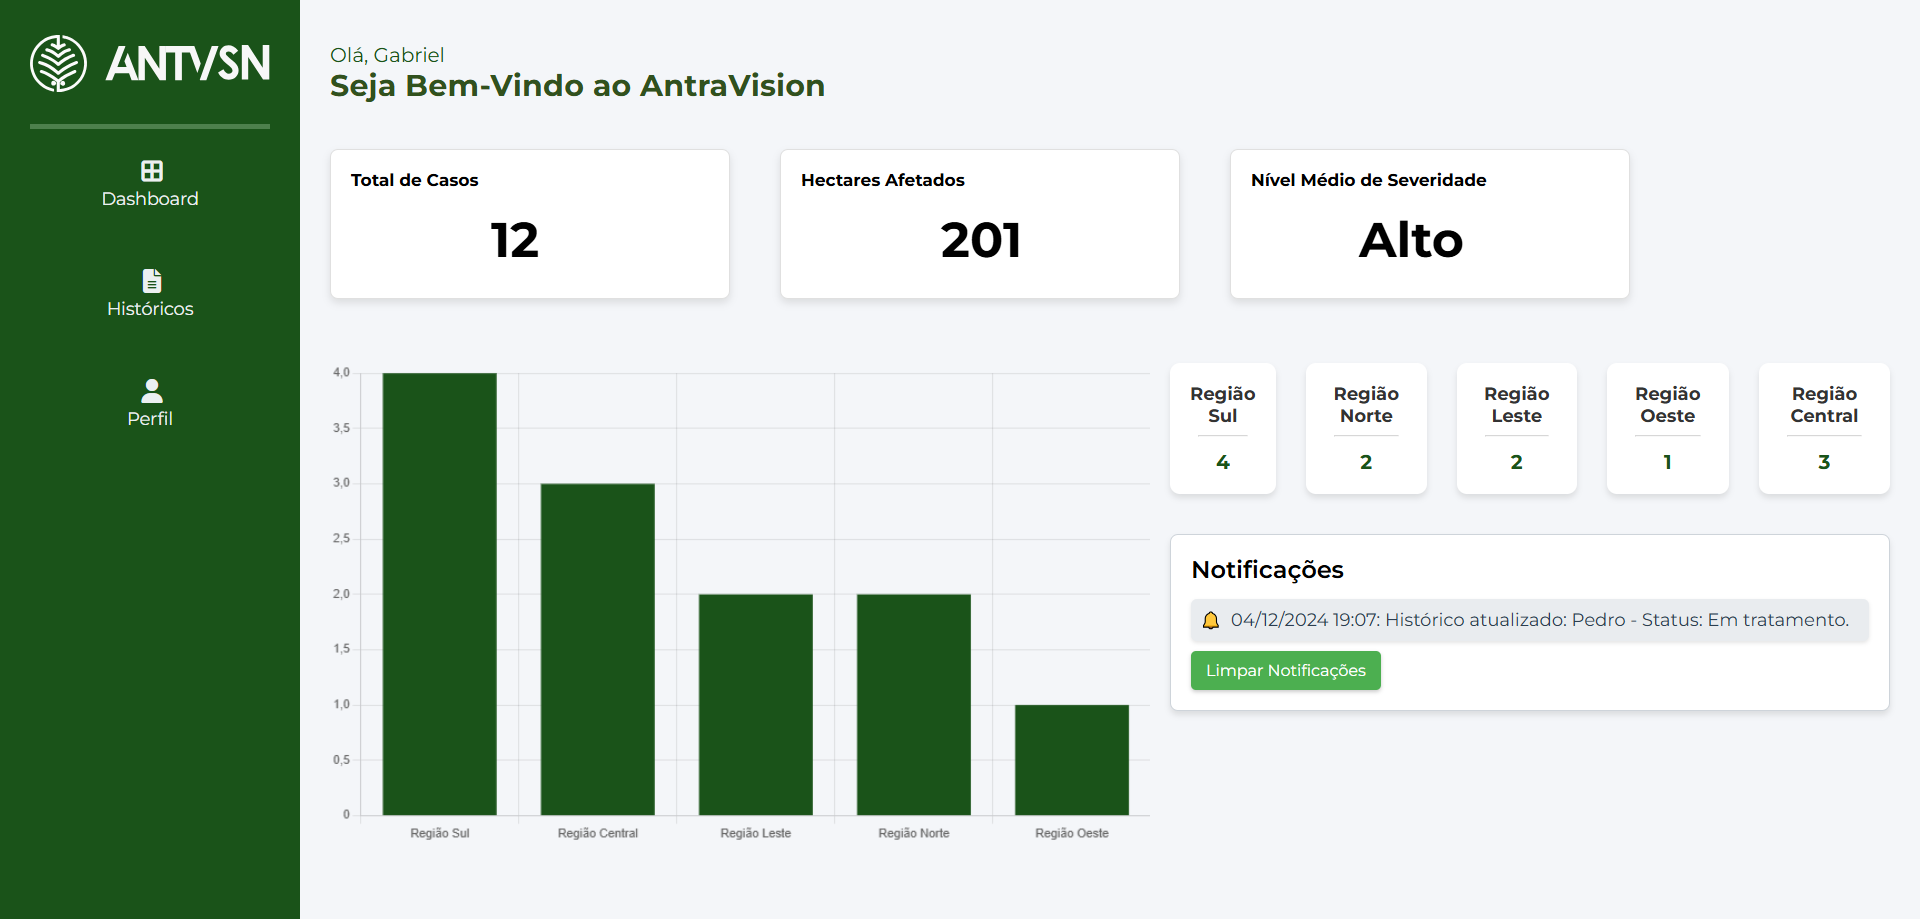 ANTVSN
Dashboard
Históricos
Perfil
Olá, Gabriel
Seja Bem-Vindo ao AntraVision
Total de Casos
12
Hectares Afetados
201
Nível Médio de Severidade
Alto
4,0
3,5
3,0
2,5
2,0
1,5
1,0
0,5
0
Região Sul
Região Central
Região Leste
Região Norte
Região Oeste
Região
Sul
4
Região
Norte
2
Região
Leste
2
Região
Oeste
1
Região
Central
3
Notificações
04/12/2024 19:07: Histórico atualizado: Pedro - Status: Em tratamento.
Limpar Notificações